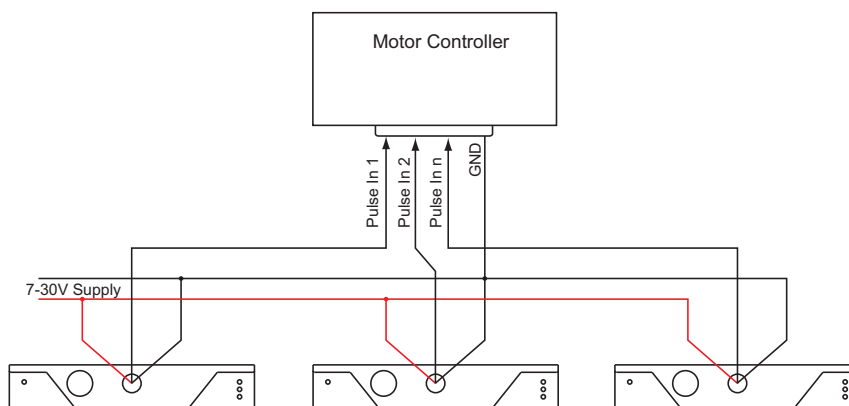 Motor Controller
Pulse In 1
Pulse In 2
Pulse In n
GND
7-30V Supply